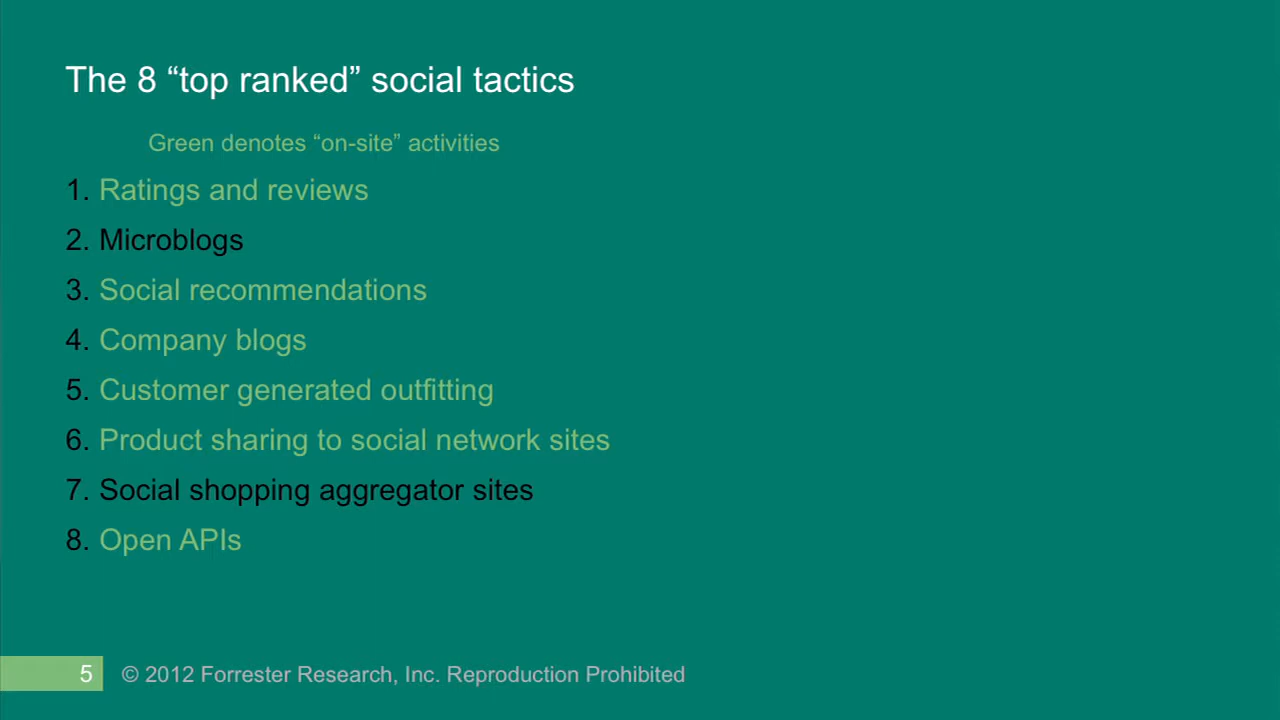 The 8 “top ranked” social tactics
Green denotes “on-site” activities
1. Ratings and reviews
2. Microblogs
3. Social recommendations
4. Company blogs
5. Customer generated outfitting
6. Product sharing to social network sites
7. Social shopping aggregator sites
8. Open APIs
5 © 2012 Forrester Research, Inc. Reproduction Prohibited